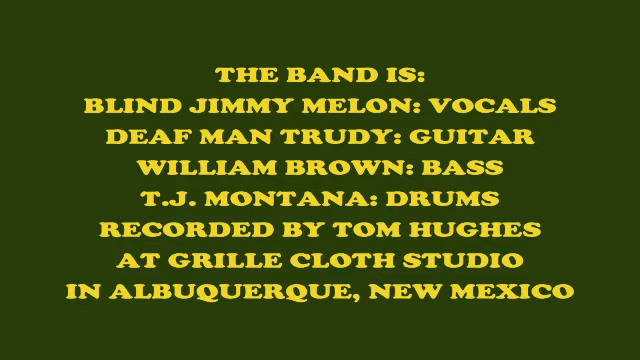 THE BAND IS:
BLIND JIMMY MELON: VOCALS
DEAF MAN TRUDY: GUITAR
WILLIAM BROWN: BASS
T.J. MONTANA: DRUMS
RECORDED BY TOM HUGHES
AT GRILLE CLOTH STUDIO
IN ALBUQUERQUE, NEW MEXICO